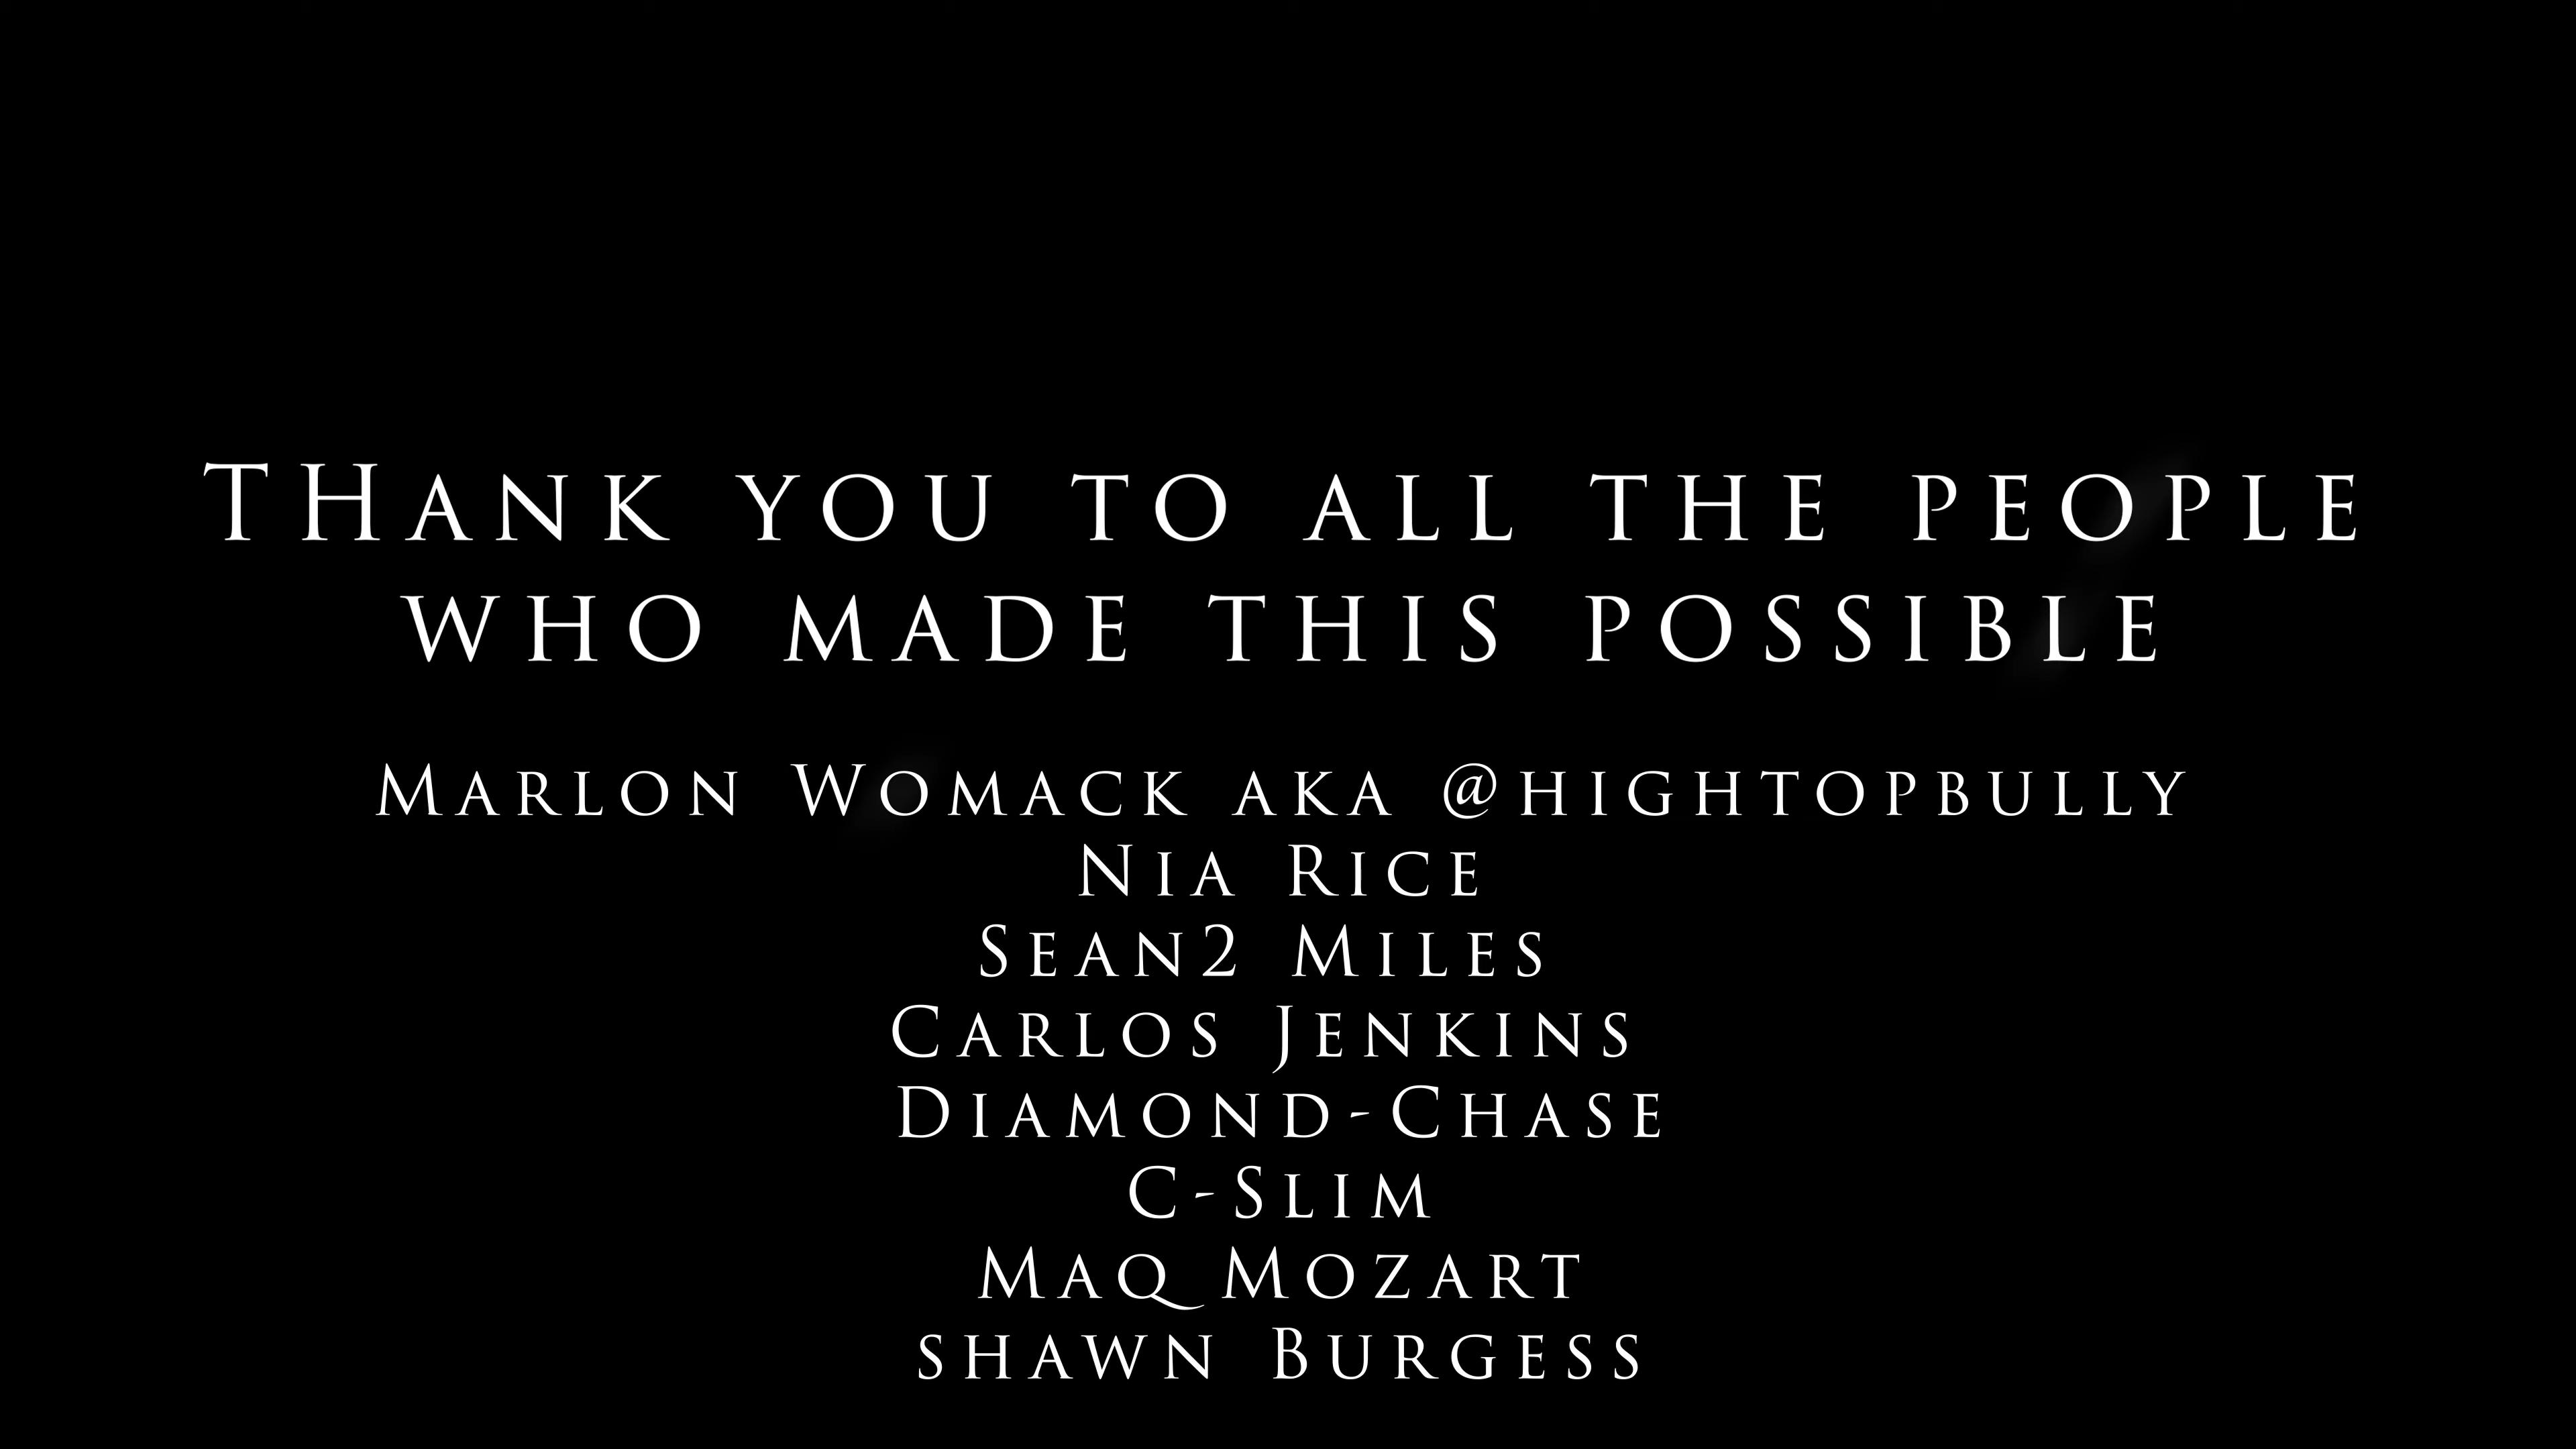 THank you to all the people
who made this possible
Marlon Womack aka @hightopbully
Nia Rice
Sean2 Miles
Carlos Jenkins
Diamond-Chase
C-Slim
Maq Mozart
shawn Burgess